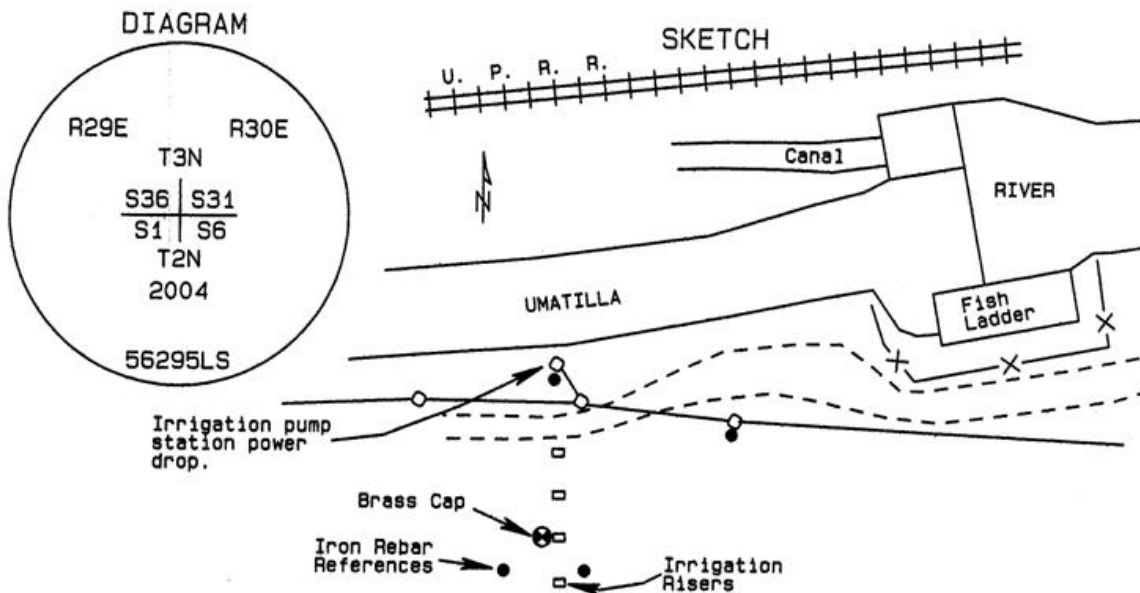 DIAGRAM
SKETCH
U. P. R. R.
R29E R30E
T3N
S36 S31
S1 S6
T2N
2004
56295LS
N
Canal
RIVER
UMATILLA
Fish
Ladder
Irrigation pump
station power
drop.
Brass Cap
Iron Rebar
References
Irrigation
Risers